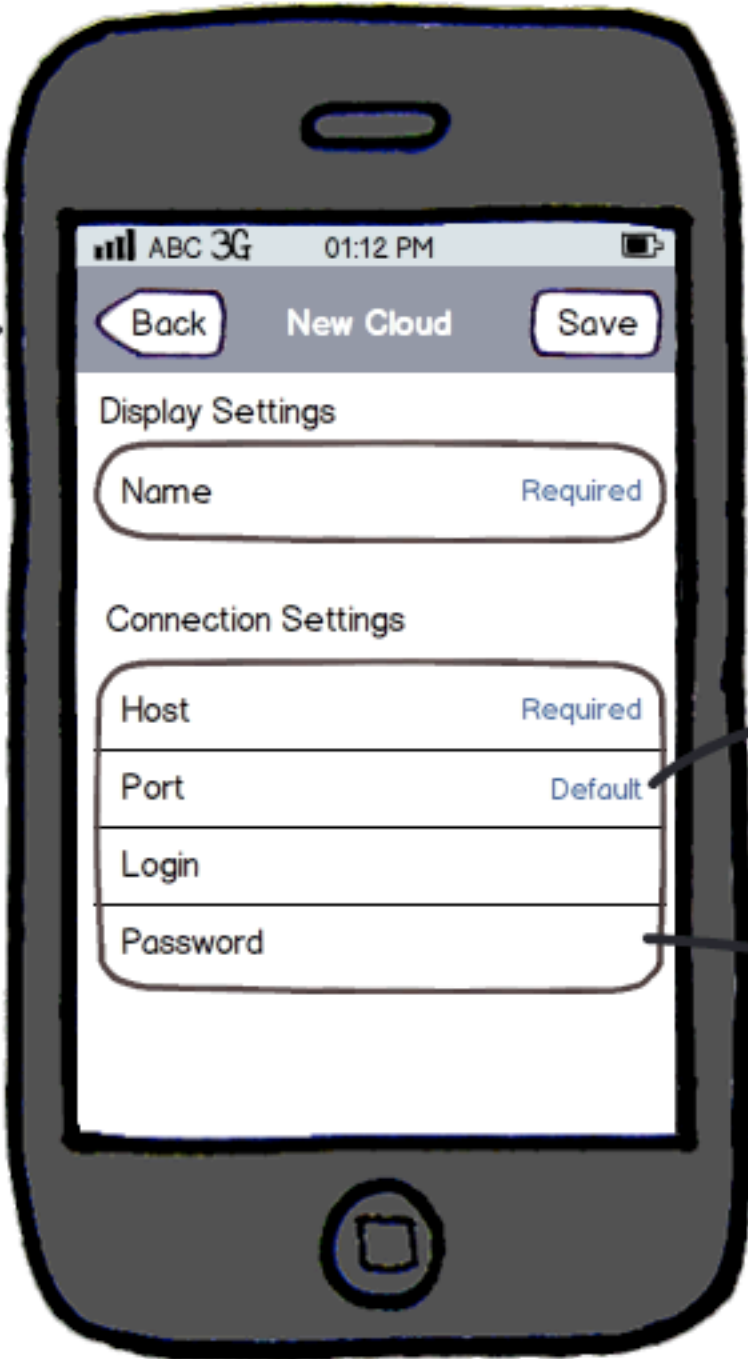 ABC 3G 01:12 PM
Back New Cloud Save
Display Settings
Name Required
Connection Settings
Host Required
Port Default
Login
Password